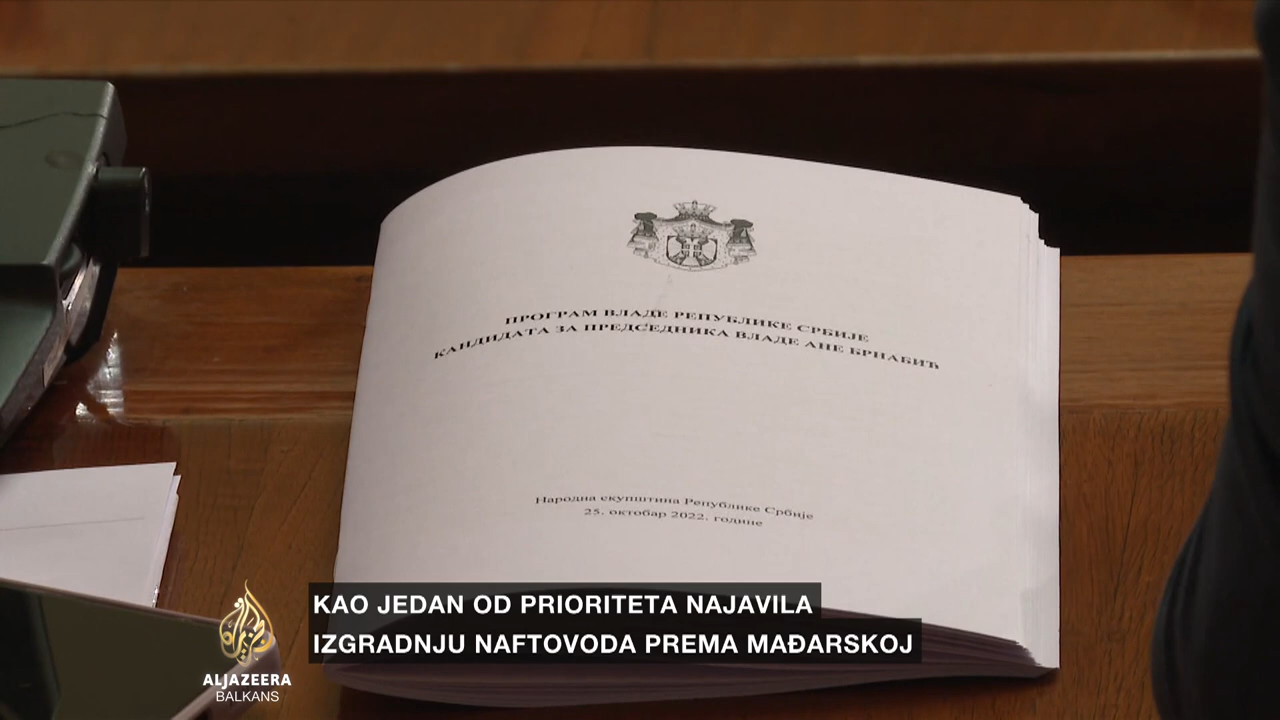 ПРОГРАМ ВЛАДЕ РЕПУБЛИКЕ СРБИЈЕ
КАНДИДАТА ЗА ПРЕДСЕДНИКА ВЛАДЕ АНЕ БРНАБИЋ
Народна скупштина Републике Србије
25. октобар 2022. године
KAO JEDAN OD PRIORITETA NAJAVILA
IZGRADNJU NAFTOVODA PREMA MAĐARSKOJ
ALJAZEERA
BALKANS